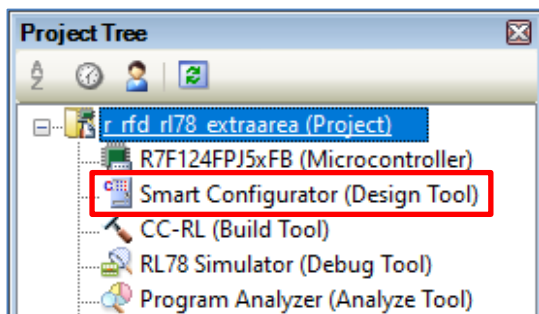 Project Tree
r_rfd_rl78_extraarea (Project)
R7F124FPJ5xFB (Microcontroller)
Smart Configurator (Design Tool)
CC-RL (Build Tool)
RL78 Simulator (Debug Tool)
Program Analyzer (Analyze Tool)